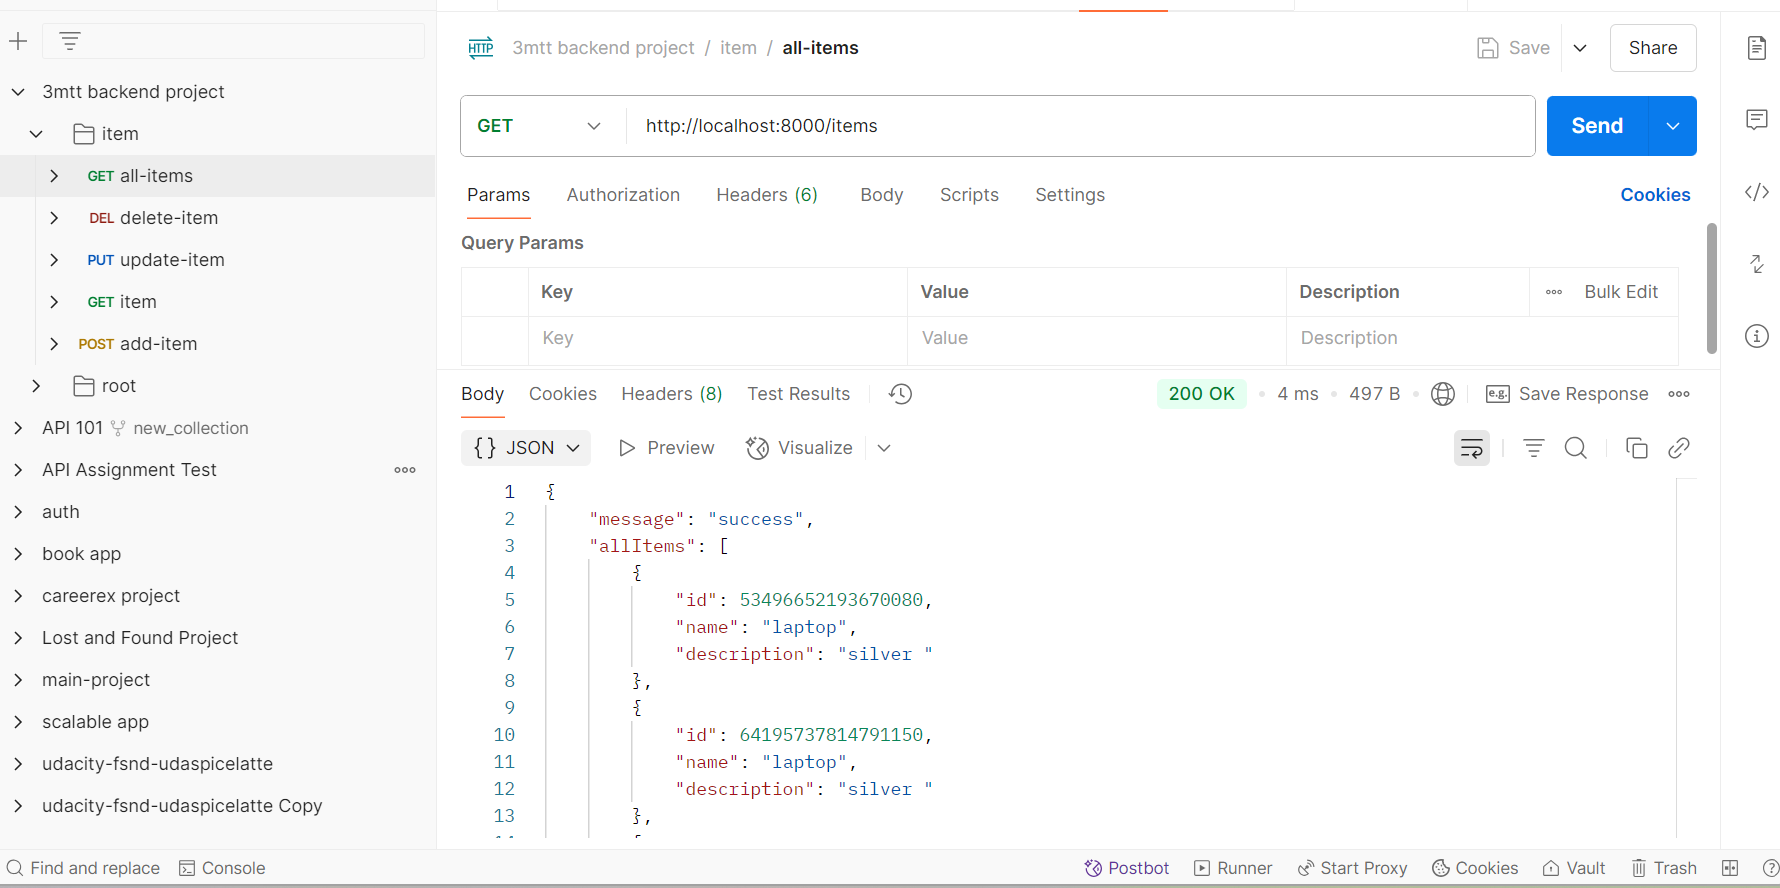 3mtt backend project
item
GET all-items
DEL delete-item
PUT update-item
GET item
POST add-item
root
API 101 new_collection
API Assignment Test
auth
book app
careerex project
Lost and Found Project
main-project
scalable app
udacity-fsnd-udaspicelatte
udacity-fsnd-udaspicelatte Copy
HTTP 3mtt backend project / item / all-items
Save
Share
GET http://localhost:8000/items
Send
Params Authorization Headers (6) Body Scripts Settings Cookies
Query Params
Key Value Description Bulk Edit
Key Value Description
Body Cookies Headers (8) Test Results 200 OK • 4 ms • 497 B • e.g. Save Response
{} JSON Preview Visualize
1 {
2 "message": "success",
3 "allItems": [
4 {
5 "id": 53496652193670080,
6 "name": "laptop",
7 "description": "silver "
8 },
9 {
10 "id": 64195737814791150,
11 "name": "laptop",
12 "description": "silver "
13 },
Find and replace Console Postbot Runner Start Proxy Cookies Vault Trash